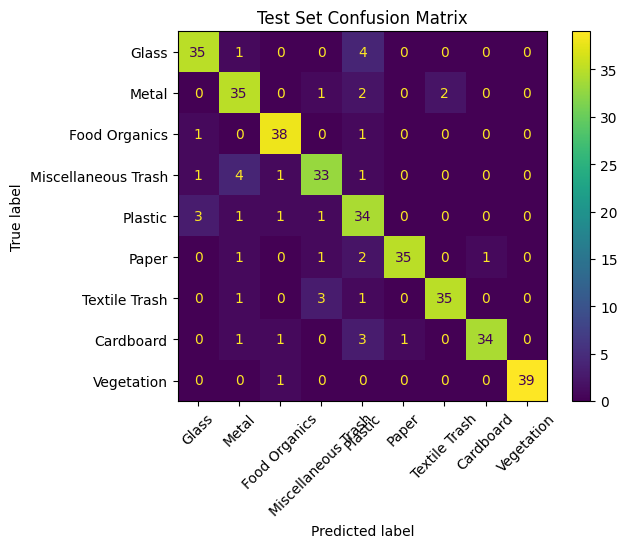 Test Set Confusion Matrix
True label
Glass 35 1 0 0 4 0 0 0 0
Metal 0 35 0 1 2 0 2 0 0
Food Organics 1 0 38 0 1 0 0 0 0
Miscellaneous Trash 1 4 1 33 1 0 0 0 0
Plastic 3 1 1 1 34 0 0 0 0
Paper 0 1 0 1 2 35 0 1 0
Textile Trash 0 1 0 3 1 0 35 0 0
Cardboard 0 1 1 0 3 1 0 34 0
Vegetation 0 0 1 0 0 0 0 0 39
Glass
Metal
Food Organics
Miscellaneous Trash
Plastic
Paper
Textile Trash
Cardboard
Vegetation
Predicted label
35
30
25
20
15
10
5
0